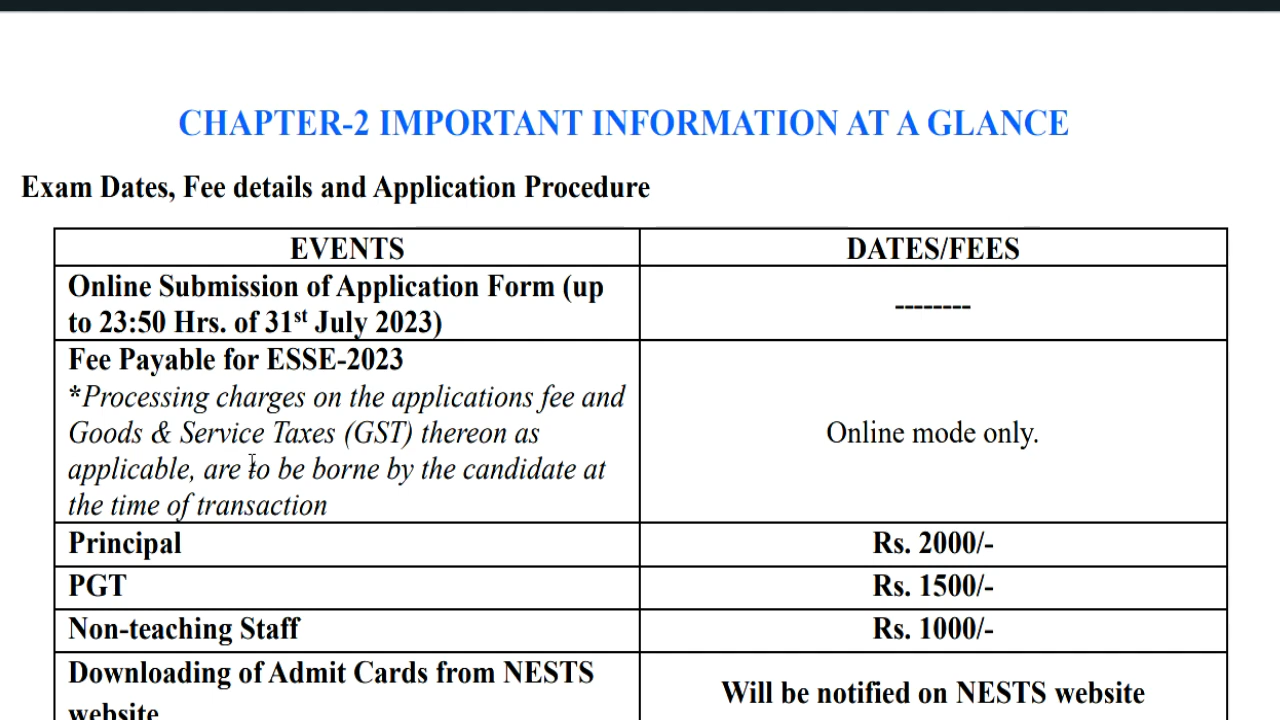 CHAPTER-2 IMPORTANT INFORMATION AT A GLANCE
Exam Dates, Fee details and Application Procedure
EVENTS
DATES/FEES
Online Submission of Application Form (up
to 23:50 Hrs. of 31st July 2023)
--------
Fee Payable for ESSE-2023
*Processing charges on the applications fee and
Goods & Service Taxes (GST) thereon as
applicable, are to be borne by the candidate at
the time of transaction
Online mode only.
Principal
Rs. 2000/-
PGT
Rs. 1500/-
Non-teaching Staff
Rs. 1000/-
Downloading of Admit Cards from NESTS
website
Will be notified on NESTS website